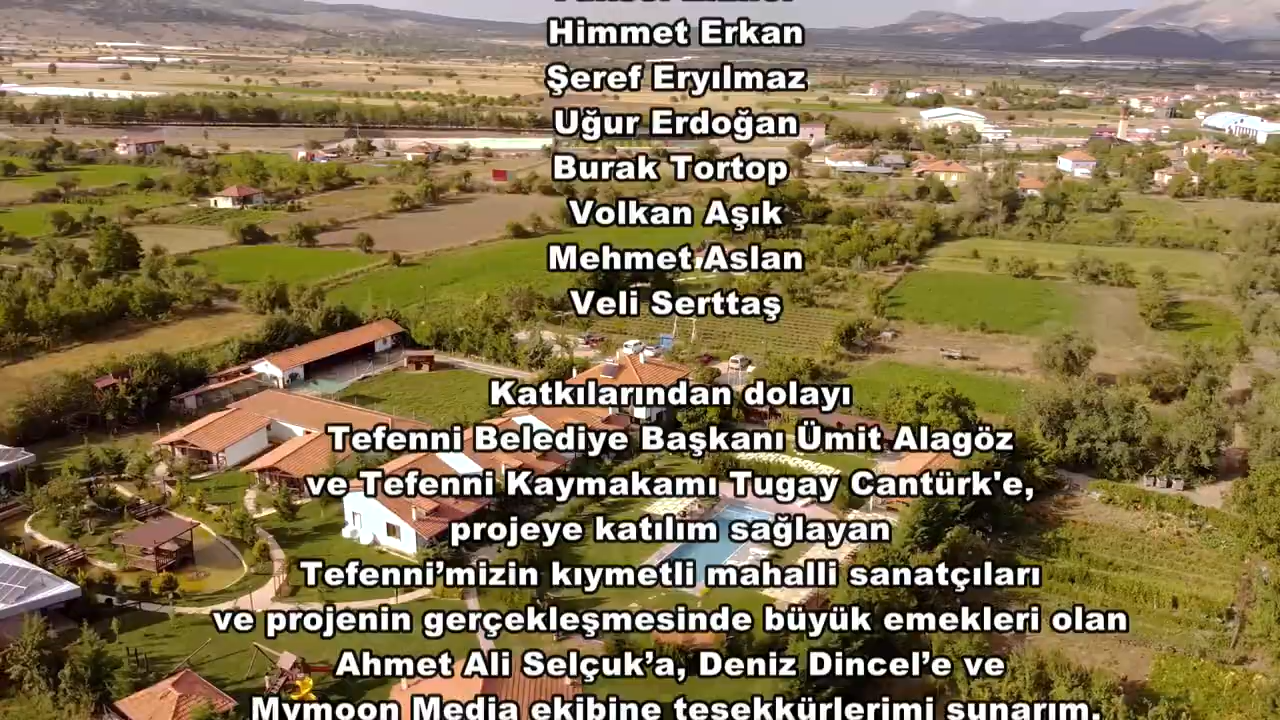 Himmet Erkan
Şeref Eryılmaz
Uğur Erdoğan
Burak Tortop
Volkan Aşık
Mehmet Aslan
Veli Serttaş
Katkılarından dolayı
Tefenni Belediye Başkanı Ümit Alagöz
ve Tefenni Kaymakamı Tugay Cantürk'e,
projeye katılım sağlayan
Tefenni’mizin kıymetli mahalli sanatçıları
ve projenin gerçekleşmesinde büyük emekleri olan
Ahmet Ali Selçuk’a, Deniz Dincel’e ve
Mymoon Media ekibine teşekkürlerimi sunarım.